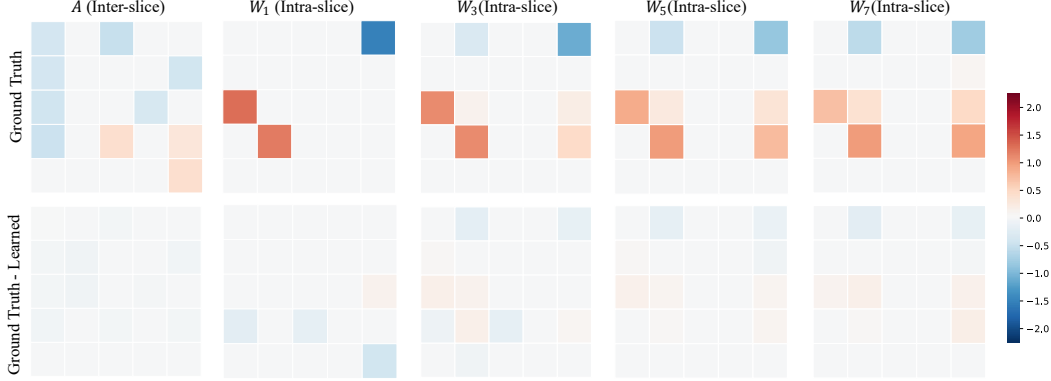 A (Inter-slice)
W₁ (Intra-slice)
W₃(Intra-slice)
W₅(Intra-slice)
W₇(Intra-slice)
Ground Truth
Ground Truth - Learned
2.0
1.5
1.0
0.5
0.0
−0.5
−1.0
−1.5
−2.0